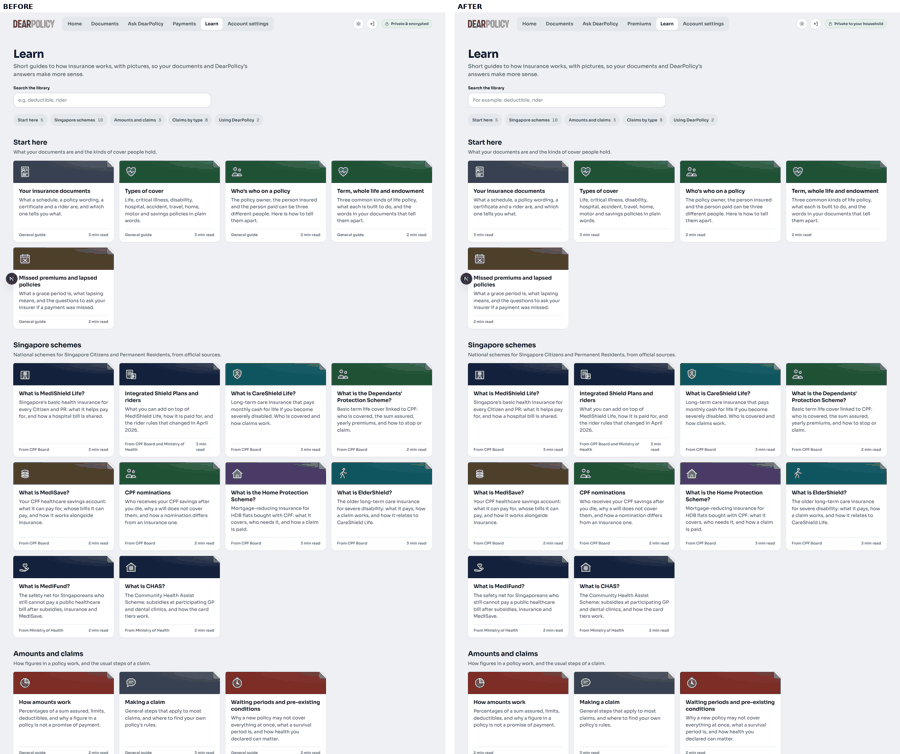 BEFORE
DEARPOLICY
Home Documents Ask DearPolicy Payments Learn Account settings
Private & encrypted
Learn
Short guides to how insurance works, with pictures, so your documents and DearPolicy's
answers make more sense.
Search the library
e.g. deductible, rider
Start here 5 Singapore schemes 10 Amounts and claims 3 Claims by type 8 Using DearPolicy 2
Start here
What your documents are and the kinds of cover people hold.
Your insurance documents
What a schedule, a policy wording, a
certificate and a rider are, and which
one tells you what.
General guide 3 min read
Types of cover
Life, critical illness, disability,
hospital, accident, travel, home,
motor and savings policies in plain
words.
General guide 3 min read
Who's who on a policy
The policy owner, the person insured
and the person paid can be three
different people. Here is how to tell
them apart.
General guide 2 min read
Term, whole life and endowment
Three common kinds of life policy,
what each is built to do, and the
words in your documents that tell
them apart.
General guide 3 min read
Missed premiums and lapsed
policies
What a grace period is, what lapsing
means, and the questions to ask your
insurer if a payment was missed.
General guide 2 min read
Singapore schemes
National schemes for Singapore Citizens and Permanent Residents, from official sources.
What is MediShield Life?
Singapore's basic health insurance for
every Citizen and PR: what it helps pay
for, and how a hospital bill is shared.
From CPF Board 3 min read
Integrated Shield Plans and
riders
What you can add on top of
MediShield Life, how it is paid for, and
the rider rules that changed in April
2026.
From CPF Board and Ministry of
Health
3 min
read
What is CareShield Life?
Long-term care insurance that pays
monthly cash for life if you become
severely disabled. Who is covered and
how claims work.
From CPF Board 3 min read
What is the Dependants'
Protection Scheme?
Basic term life cover linked to CPF:
who is covered, the sum assured,
yearly premiums, and how to stop or
claim.
From CPF Board 2 min read
What is MediSave?
Your CPF healthcare savings account:
what it can pay for, whose bills it can
pay, and how it works alongside
insurance.
From CPF Board 2 min read
CPF nominations
Who receives your CPF savings after
you die, why a will does not cover
them, and how a nomination differs
from an insurance one.
From CPF Board 3 min read
What is the Home Protection
Scheme?
Mortgage-reducing insurance for
HDB flats bought with CPF: what it
covers, who needs it, and how a claim
is paid.
From CPF Board 3 min read
What is ElderShield?
The older long-term care insurance
for severe disability: what it pays, how
it is claimed, and how it relates to
CareShield Life.
From CPF Board 3 min read
What is MediFund?
The safety net for Singaporeans who
still cannot pay a public healthcare
bill after subsidies, insurance and
MediSave.
From Ministry of Health 2 min read
What is CHAS?
The Community Health Assist
Scheme: subsidies at participating GP
and dental clinics, and how the card
tiers work.
From Ministry of Health 2 min read
Amounts and claims
How figures in a policy work, and the usual steps of a claim.
How amounts work
Percentages of a sum assured, limits,
deductibles, and why a figure in a
policy is not a promise of payment.
General guide 3 min read
Making a claim
General steps that apply to most
claims, and where to find your own
policy's rules.
General guide 2 min read
Waiting periods and pre-existing
conditions
Why a new policy may not cover
everything at once, what a survival
period is, and how health you
declared can matter.
General guide 3 min read
AFTER
DEARPOLICY
Home Documents Ask DearPolicy Premiums Learn Account settings
Private to your household
Learn
Short guides to how insurance works, with pictures, so your documents and DearPolicy's
answers make more sense.
Search the library
For example: deductible, rider
Start here 5 Singapore schemes 10 Amounts and claims 3 Claims by type 8 Using DearPolicy 2
Start here
What your documents are and the kinds of cover people hold.
Your insurance documents
What a schedule, a policy wording, a
certificate and a rider are, and which
one tells you what.
3 min read
Types of cover
Life, critical illness, disability,
hospital, accident, travel, home,
motor and savings policies in plain
words.
3 min read
Who's who on a policy
The policy owner, the person insured
and the person paid can be three
different people. Here is how to tell
them apart.
2 min read
Term, whole life and endowment
Three common kinds of life policy,
what each is built to do, and the
words in your documents that tell
them apart.
3 min read
Missed premiums and lapsed
policies
What a grace period is, what lapsing
means, and the questions to ask your
insurer if a payment was missed.
2 min read
Singapore schemes
National schemes for Singapore Citizens and Permanent Residents, from official sources.
What is MediShield Life?
Singapore's basic health insurance for
every Citizen and PR: what it helps pay
for, and how a hospital bill is shared.
From CPF Board 3 min read
Integrated Shield Plans and
riders
What you can add on top of
MediShield Life, how it is paid for, and
the rider rules that changed in April
2026.
From CPF Board and Ministry of
Health
3 min
read
What is CareShield Life?
Long-term care insurance that pays
monthly cash for life if you become
severely disabled. Who is covered and
how claims work.
From CPF Board 3 min read
What is the Dependants'
Protection Scheme?
Basic term life cover linked to CPF:
who is covered, the sum assured,
yearly premiums, and how to stop or
claim.
From CPF Board 2 min read
What is MediSave?
Your CPF healthcare savings account:
what it can pay for, whose bills it can
pay, and how it works alongside
insurance.
From CPF Board 2 min read
CPF nominations
Who receives your CPF savings after
you die, why a will does not cover
them, and how a nomination differs
from an insurance one.
From CPF Board 3 min read
What is the Home Protection
Scheme?
Mortgage-reducing insurance for
HDB flats bought with CPF: what it
covers, who needs it, and how a claim
is paid.
From CPF Board 3 min read
What is ElderShield?
The older long-term care insurance
for severe disability: what it pays, how
it is claimed, and how it relates to
CareShield Life.
From CPF Board 3 min read
What is MediFund?
The safety net for Singaporeans who
still cannot pay a public healthcare
bill after subsidies, insurance and
MediSave.
From Ministry of Health 2 min read
What is CHAS?
The Community Health Assist
Scheme: subsidies at participating GP
and dental clinics, and how the card
tiers work.
From Ministry of Health 2 min read
Amounts and claims
How figures in a policy work, and the usual steps of a claim.
How amounts work
Percentages of a sum assured, limits,
deductibles, and why a figure in a
policy is not a promise of payment.
3 min read
Making a claim
General steps that apply to most
claims, and where to find your own
policy's rules.
2 min read
Waiting periods and pre-existing
conditions
Why a new policy may not cover
everything at once, what a survival
period is, and how health you
declared can matter.
3 min read